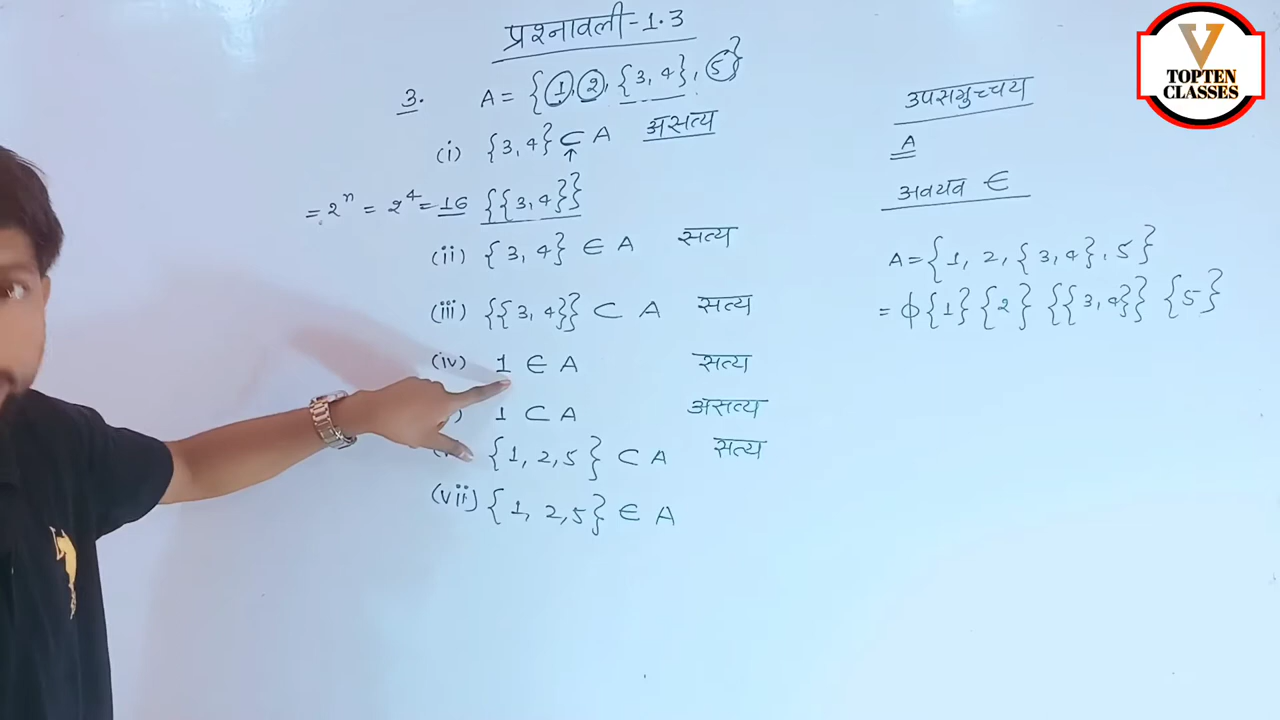 प्रश्नावली-1.3
3. A = {1, 2, {3, 4}, 5}
(i) {3, 4} ⊂ A असत्य
= 2ⁿ = 2⁴ = 16 {{3, 4}}
(ii) {3, 4} ∈ A सत्य
(iii) {{3, 4}} ⊂ A सत्य
(iv) 1 ∈ A सत्य
) 1 ⊂ A असत्य
{1, 2, 5} ⊂ A सत्य
(vii) {1, 2, 5} ∈ A
उपसमुच्चय
A
अवयव ∈
A = {1, 2, {3, 4}, 5}
= ϕ {1} {2} {{3, 4}} {5}
V
TOPTEN
CLASSES